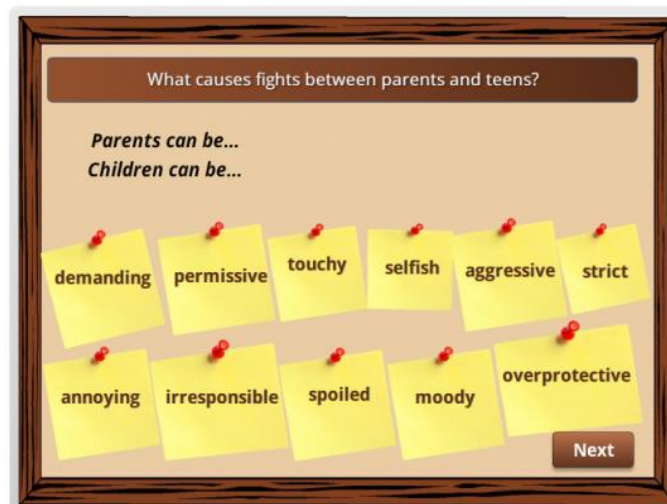 What causes fights between parents and teens?
Parents can be...
Children can be...
demanding
permissive
touchy
selfish
aggressive
strict
annoying
irresponsible
spoiled
moody
overprotective
Next